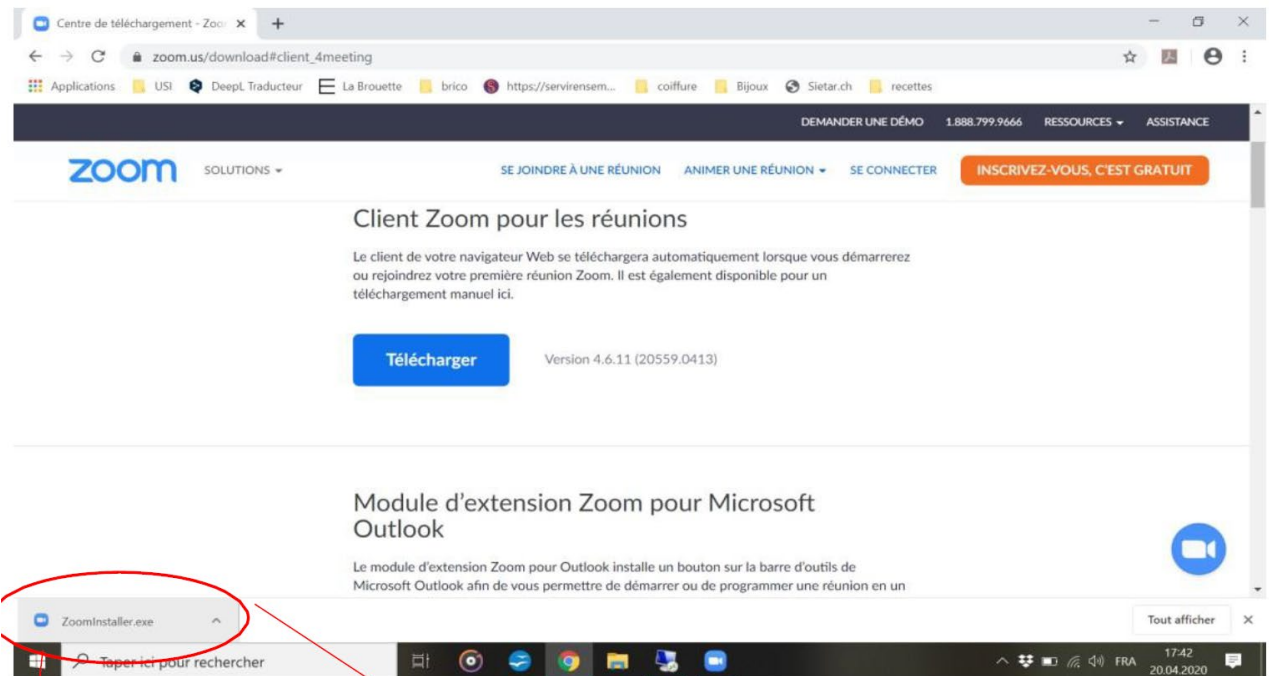 Centre de téléchargement - Zoo
zoom.us/download#client_4meeting
Applications USI DeepL Traducteur La Brouette brico https://servirensem... coiffure Bijoux Sietar.ch recettes
DEMANDER UNE DÉMO 1.888.799.9666 RESSOURCES ASSISTANCE
zoom SOLUTIONS SE JOINDRE À UNE RÉUNION ANIMER UNE RÉUNION SE CONNECTER INSCRIVEZ-VOUS, C'EST GRATUIT
Client Zoom pour les réunions
Le client de votre navigateur Web se téléchargera automatiquement lorsque vous démarrerez
ou rejoindrez votre première réunion Zoom. Il est également disponible pour un
téléchargement manuel ici.
Télécharger Version 4.6.11 (20559.0413)
Module d'extension Zoom pour Microsoft
Outlook
Le module d'extension Zoom pour Outlook installe un bouton sur la barre d'outils de
Microsoft Outlook afin de vous permettre de démarrer ou de programmer une réunion en un
ZoomInstaller.exe Tout afficher
Taper ici pour rechercher FRA 17:42
20.04.2020